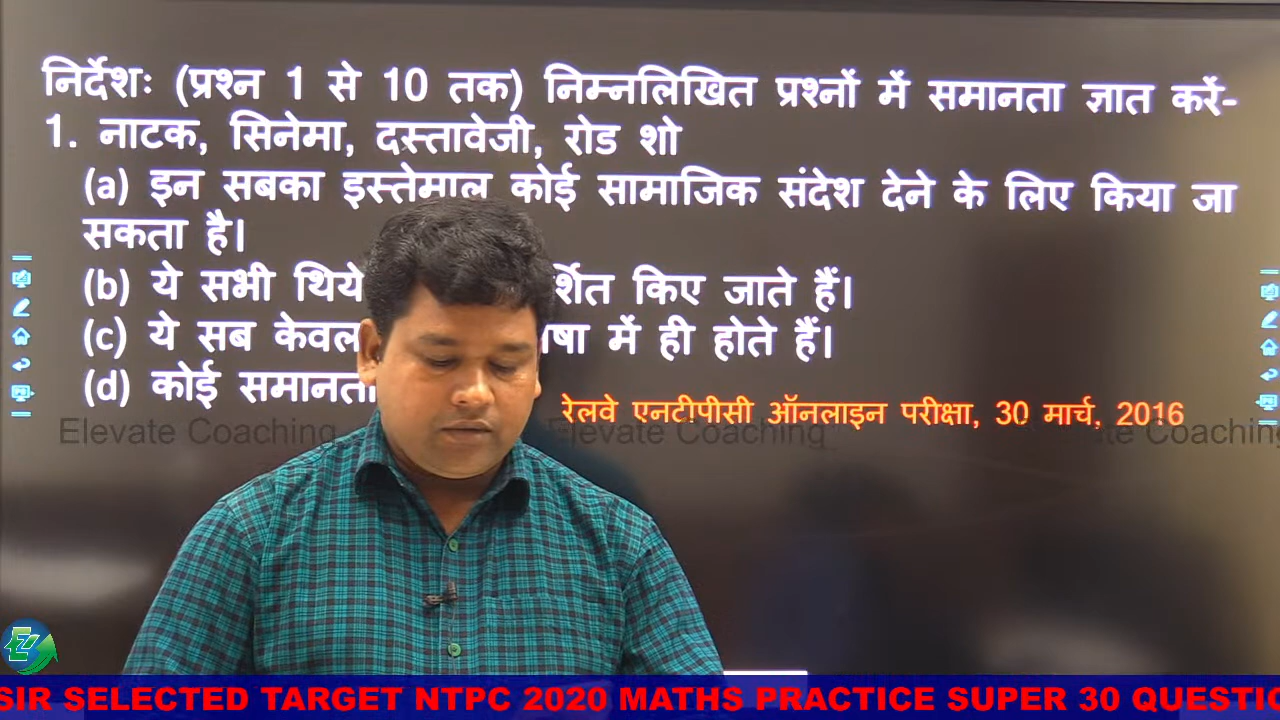 निर्देशः (प्रश्न 1 से 10 तक) निम्नलिखित प्रश्नों में समानता ज्ञात करें-
1. नाटक, सिनेमा, दस्तावेजी, रोड शो
(a) इन सबका इस्तेमाल कोई सामाजिक संदेश देने के लिए किया जा
सकता है।
(b) ये सभी किए जाते हैं।
(c) ये सब केवल में ही होते हैं।
(d) कोई समानता
रेलवे एनटीपीसी ऑनलाइन परीक्षा, 30 मार्च, 2016
Elevate Coaching Elevate Coaching Coaching
SIR SELECTED TARGET NTPC 2020 MATHS PRACTICE SUPER 30